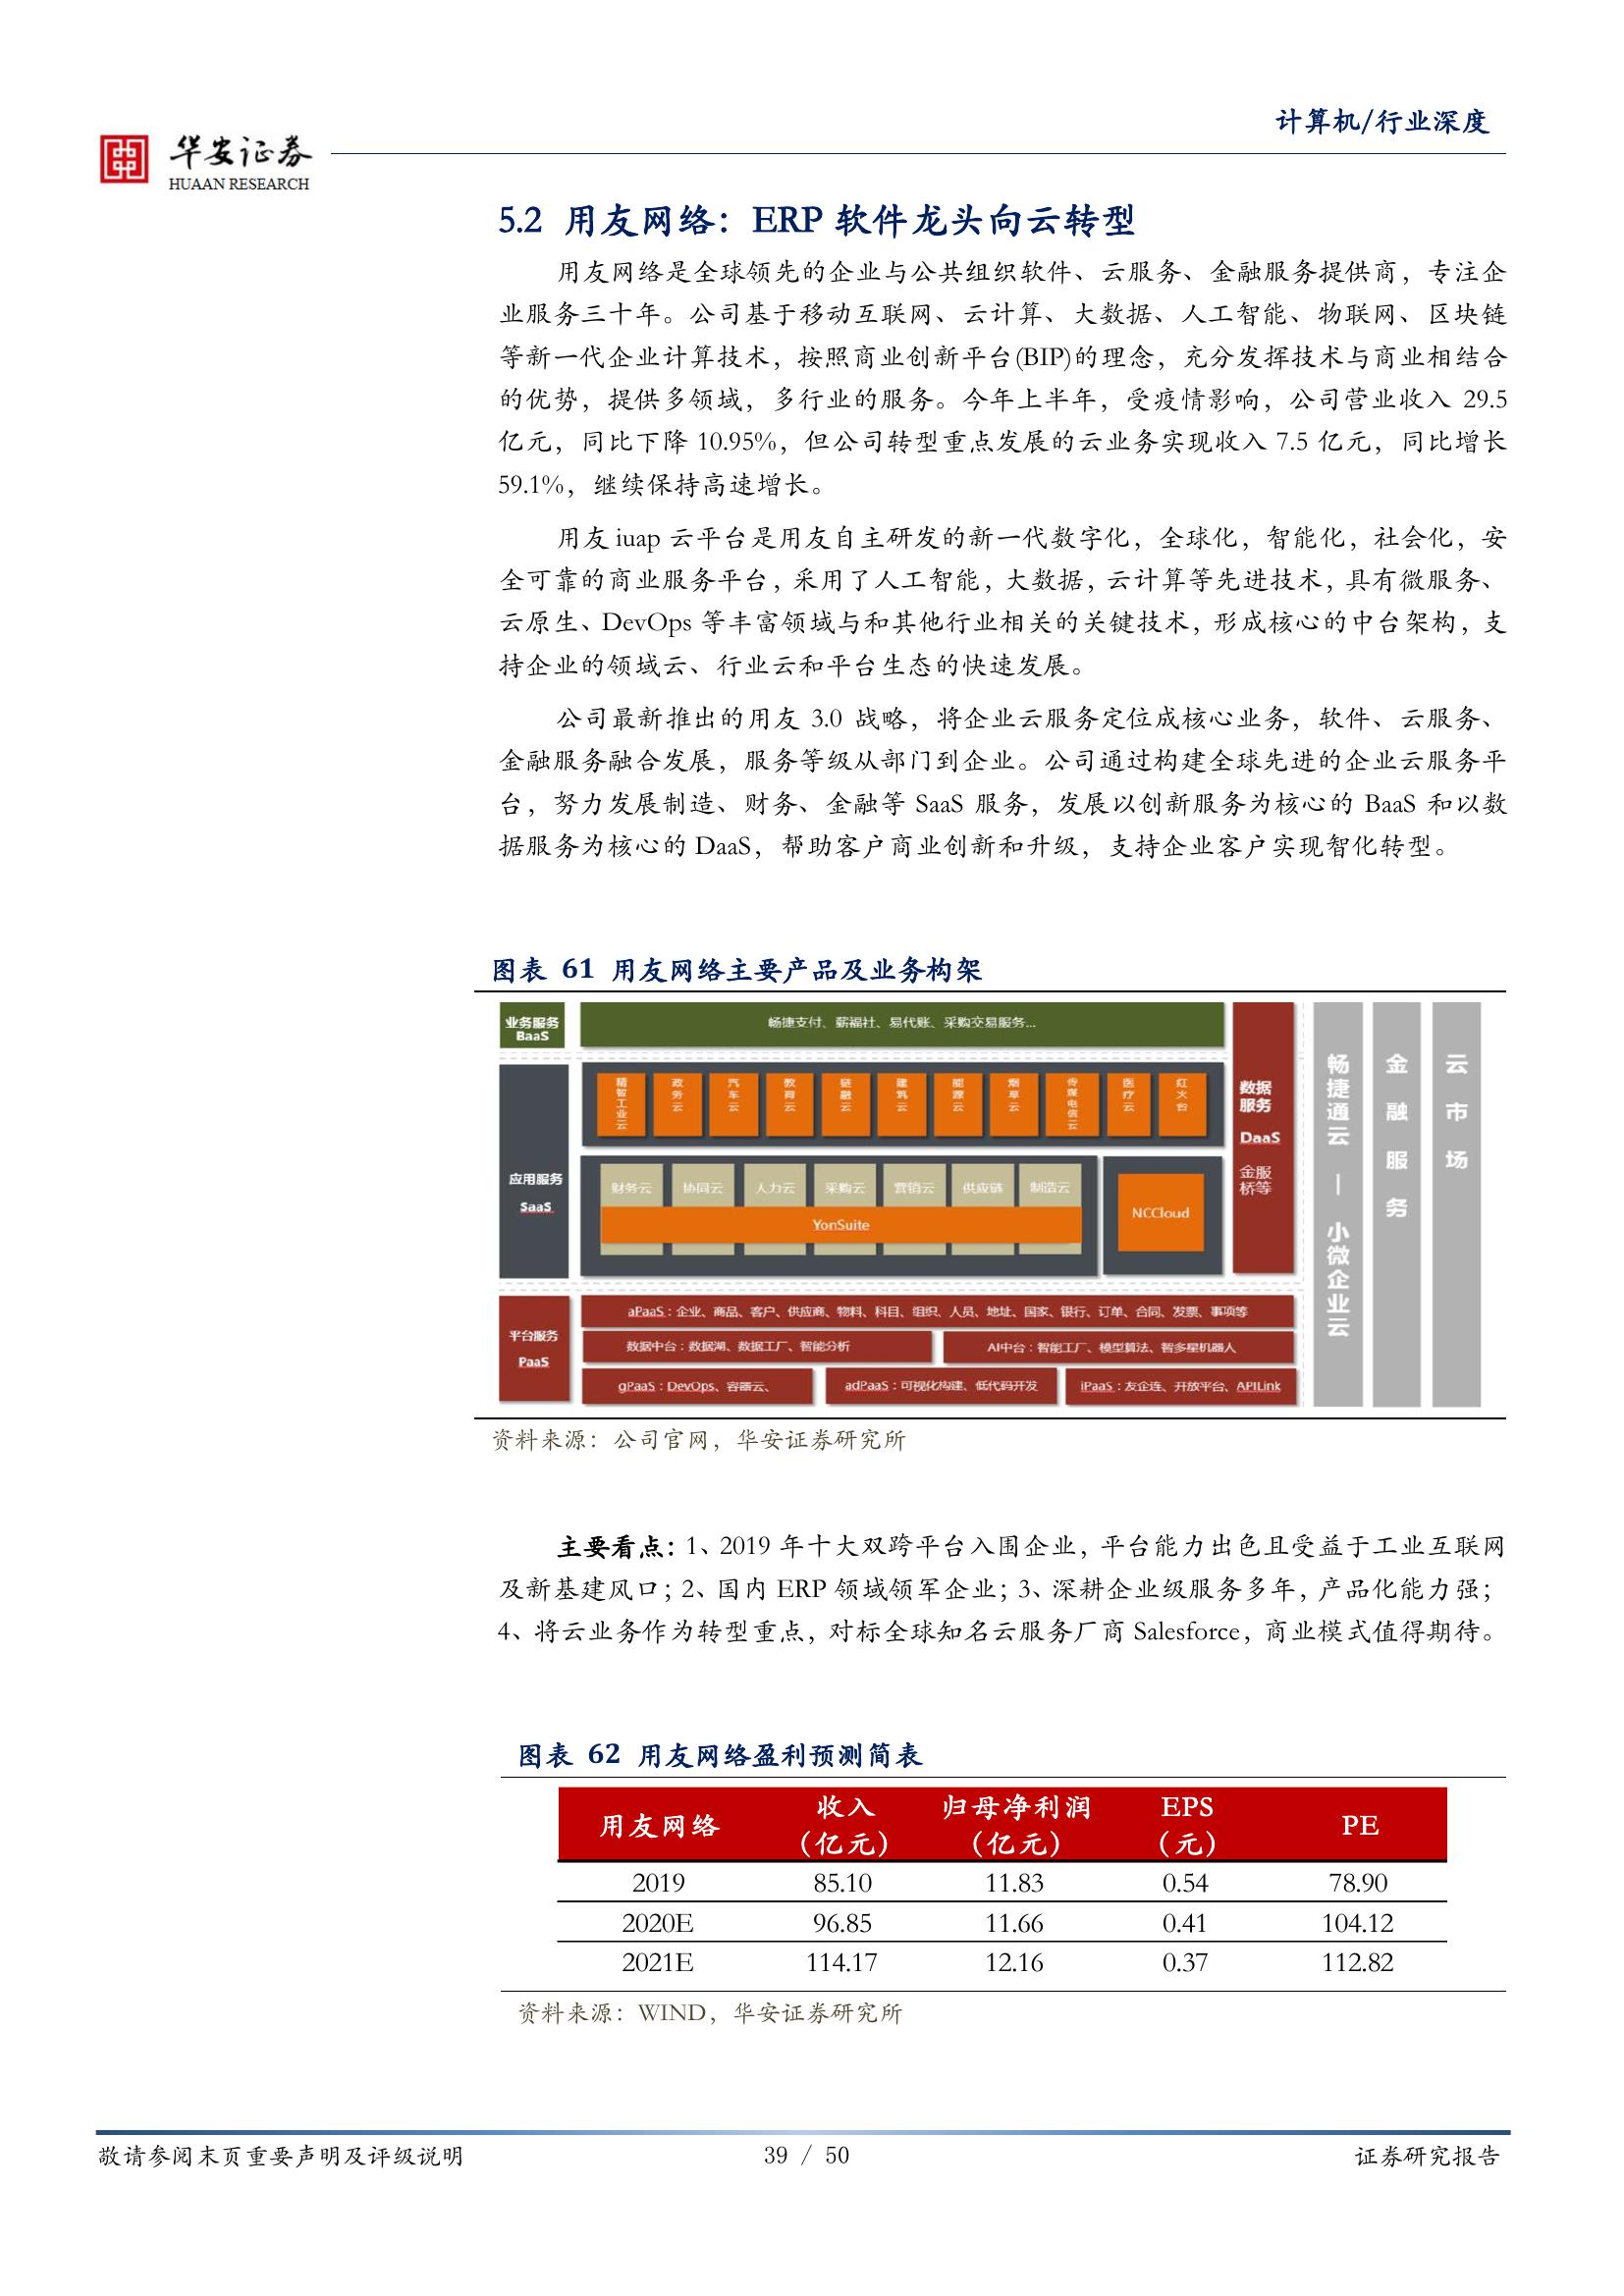 计算机/行业深度
华安证券
HUAAN RESEARCH
5.2 用友网络：ERP 软件龙头向云转型
用友网络是全球领先的企业与公共组织软件、云服务、金融服务提供商，专注企
业服务三十年。公司基于移动互联网、云计算、大数据、人工智能、物联网、区块链
等新一代企业计算技术，按照商业创新平台(BIP)的理念，充分发挥技术与商业相结合
的优势，提供多领域，多行业的服务。今年上半年，受疫情影响，公司营业收入 29.5
亿元，同比下降 10.95%，但公司转型重点发展的云业务实现收入 7.5 亿元，同比增长
59.1%，继续保持高速增长。
用友 iuap 云平台是用友自主研发的新一代数字化，全球化，智能化，社会化，安
全可靠的商业服务平台，采用了人工智能，大数据，云计算等先进技术，具有微服务、
云原生、DevOps 等丰富领域与和其他行业相关的关键技术，形成核心的中台架构，支
持企业的领域云、行业云和平台生态的快速发展。
公司最新推出的用友 3.0 战略，将企业云服务定位成核心业务，软件、云服务、
金融服务融合发展，服务等级从部门到企业。公司通过构建全球先进的企业云服务平
台，努力发展制造、财务、金融等 SaaS 服务，发展以创新服务为核心的 BaaS 和以数
据服务为核心的 DaaS，帮助客户商业创新和升级，支持企业客户实现智化转型。
图表 61 用友网络主要产品及业务构架
业务服务
BaaS
畅捷支付、薪福社、易代账、采购交易服务...
应用服务
SaaS
精智工业云
政务云
汽车云
教育云
链融云
建筑云
能源云
烟草云
传媒电信云
医疗云
红火台
财务云
协同云
人力云
采购云
营销云
供应链
制造云
YonSuite
NCCloud
数据
服务
DaaS
金服
桥等
平台服务
PaaS
aPaaS：企业、商品、客户、供应商、物料、科目、组织、人员、地址、国家、银行、订单、合同、发票、事项等
数据中台：数据湖、数据工厂、智能分析
AI中台：智能工厂、模型算法、智多星机器人
gPaaS：DevOps、容器云、
adPaaS：可视化构建、低代码开发
iPaaS：友企连、开放平台、APILink
畅捷通云—小微企业云
金融服务
云市场
资料来源：公司官网，华安证券研究所
主要看点：1、2019 年十大双跨平台入围企业，平台能力出色且受益于工业互联网
及新基建风口；2、国内 ERP 领域领军企业；3、深耕企业级服务多年，产品化能力强；
4、将云业务作为转型重点，对标全球知名云服务厂商 Salesforce，商业模式值得期待。
图表 62 用友网络盈利预测简表
用友网络 收入（亿元） 归母净利润（亿元） EPS（元） PE
2019 85.10 11.83 0.54 78.90
2020E 96.85 11.66 0.41 104.12
2021E 114.17 12.16 0.37 112.82
资料来源：WIND，华安证券研究所
敬请参阅末页重要声明及评级说明 39 / 50 证券研究报告